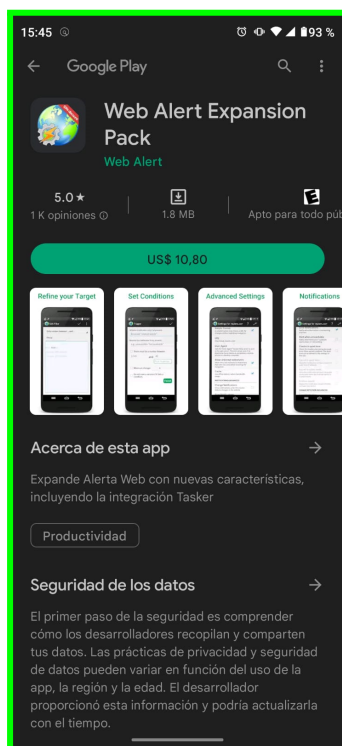 15:45
93 %
Google Play
Web Alert Expansion
Pack
Web Alert
5.0★
1 K opiniones
1.8 MB
E
Apto para todo púb
US$ 10,80
Refine your Target
Set Conditions
Advanced Settings
Notifications
Acerca de esta app
Expande Alerta Web con nuevas características,
incluyendo la integración Tasker
Productividad
Seguridad de los datos
El primer paso de la seguridad es comprender
cómo los desarrolladores recopilan y comparten
tus datos. Las prácticas de privacidad y seguridad
de datos pueden variar en función del uso de la
app, la región y la edad. El desarrollador
proporcionó esta información y podría actualizarla
con el tiempo.